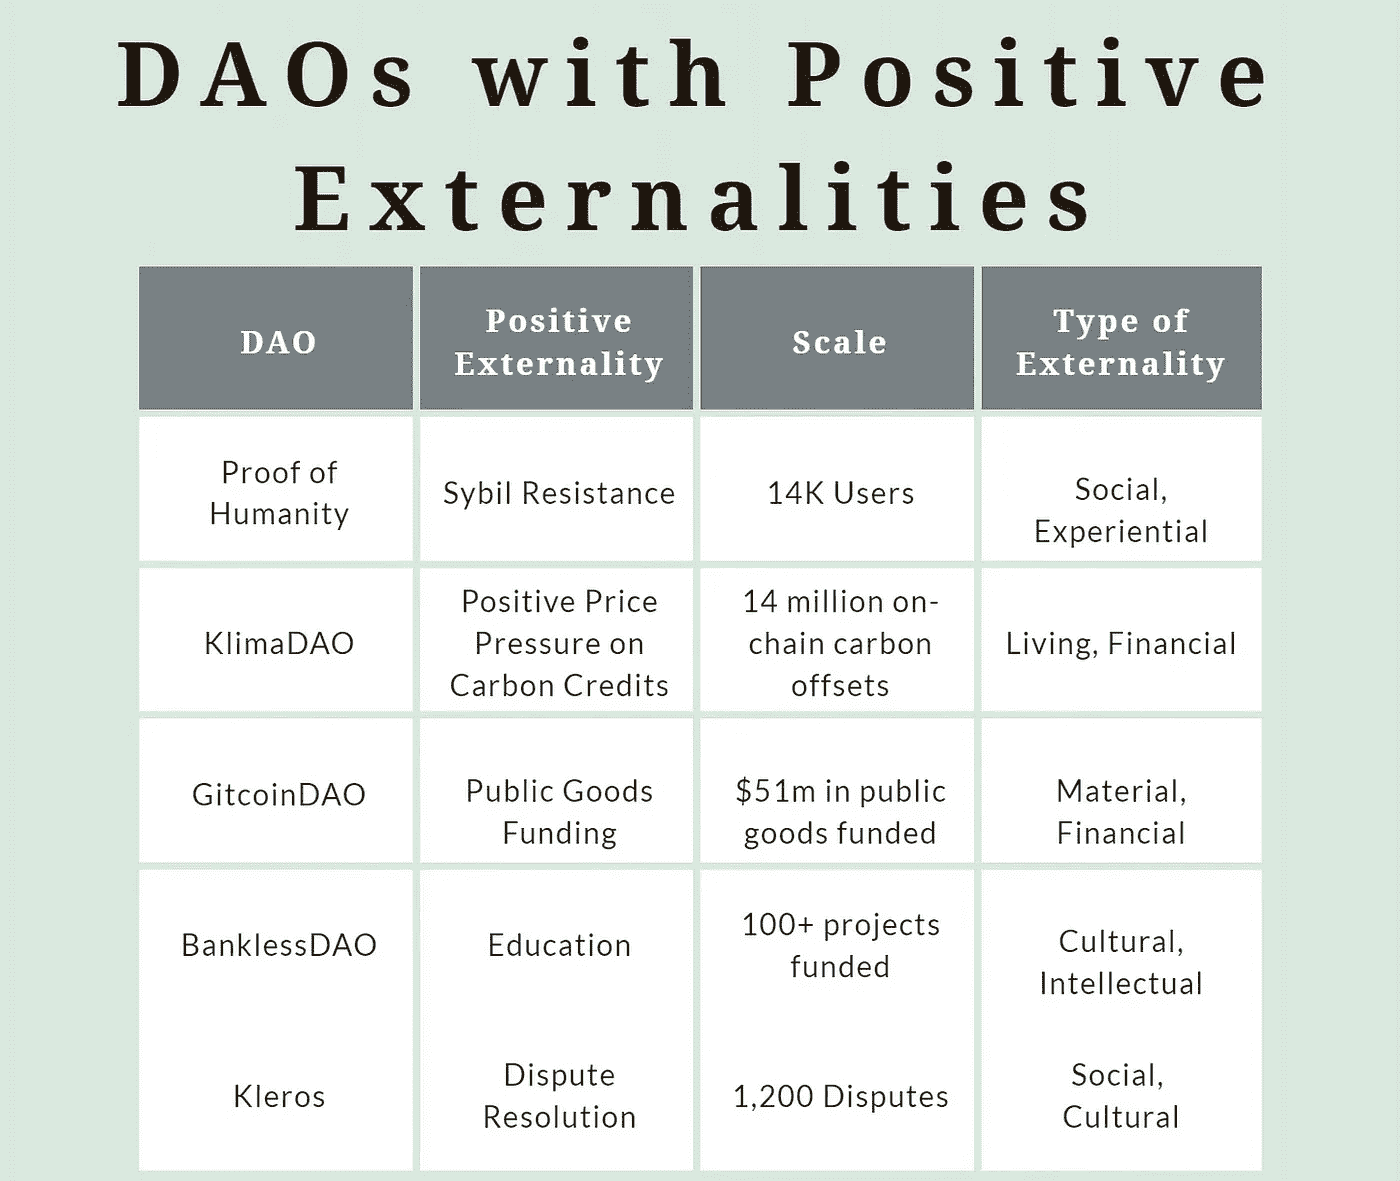 DAOs with Positive
Externalities
DAO
Positive
Externality
Scale
Type of
Externality
Proof of
Humanity
Sybil Resistance
14K Users
Social,
Experiential
KlimaDAO
Positive Price
Pressure on
Carbon Credits
14 million on-
chain carbon
offsets
Living, Financial
GitcoinDAO
Public Goods
Funding
$51m in public
goods funded
Material,
Financial
BanklessDAO
Education
100+ projects
funded
Cultural,
Intellectual
Kleros
Dispute
Resolution
1,200 Disputes
Social,
Cultural